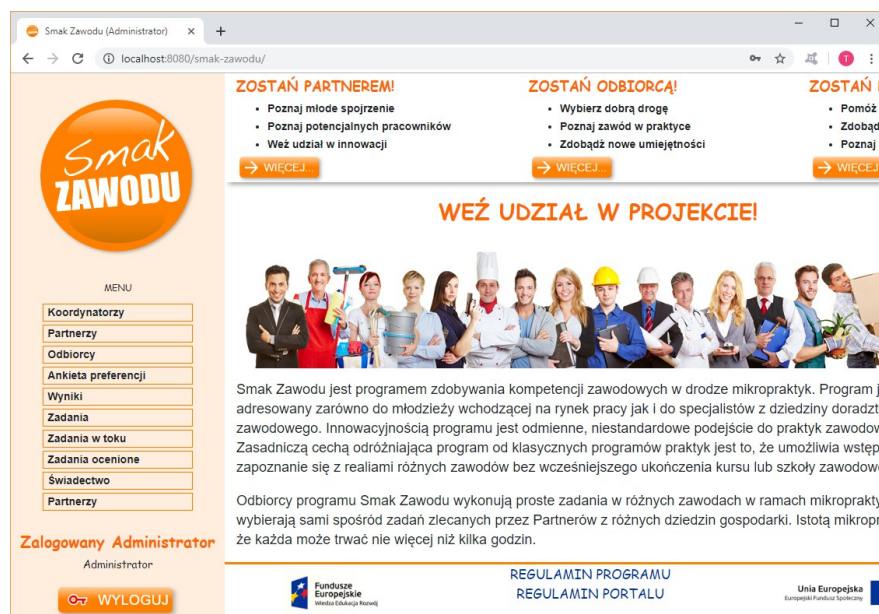 Smak Zawodu (Administrator)
localhost:8080/smak-zawodu/
T
Smak
ZAWODU
MENU
Koordynatorzy
Partnerzy
Odbiorcy
Ankieta preferencji
Wyniki
Zadania
Zadania w toku
Zadania ocenione
Świadectwo
Partnerzy
Zalogowany Administrator
Administrator
WYLOGUJ
ZOSTAŃ PARTNEREM!
Poznaj młode spojrzenie
Poznaj potencjalnych pracowników
Weź udział w innowacji
WIĘCEJ...
ZOSTAŃ ODBIORCĄ!
Wybierz dobrą drogę
Poznaj zawód w praktyce
Zdobądź nowe umiejętności
WIĘCEJ...
ZOSTAŃ
Pomóż
Zdobąd
Poznaj
WIĘCEJ
WEŹ UDZIAŁ W PROJEKCIE!
Smak Zawodu jest programem zdobywania kompetencji zawodowych w drodze mikropraktyk. Program j
adresowany zarówno do młodzieży wchodzącej na rynek pracy jak i do specjalistów z dziedziny doradzt
zawodowego. Innowacyjnością programu jest odmienne, niestandardowe podejście do praktyk zawodow
Zasadniczą cechą odróżniająca program od klasycznych programów praktyk jest to, że umożliwia wstęp
zapoznanie się z realiami różnych zawodów bez wcześniejszego ukończenia kursu lub szkoły zawodowe
Odbiorcy programu Smak Zawodu wykonują proste zadania w różnych zawodach w ramach mikroprakty
wybierają sami spośród zadań zlecanych przez Partnerów z różnych dziedzin gospodarki. Istotą mikropr
że każda może trwać nie więcej niż kilka godzin.
Fundusze
Europejskie
Wiedza Edukacja Rozwój
REGULAMIN PROGRAMU
REGULAMIN PORTALU
Unia Europejska
Europejski Fundusz Społeczny